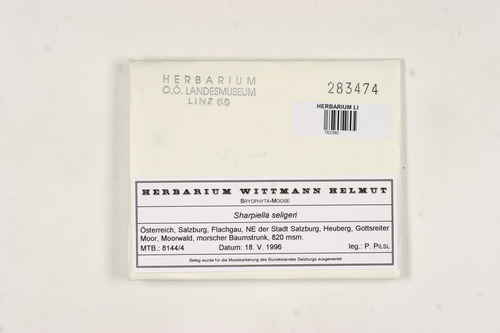 HERBARIUM
O.Ö. LANDESMUSEUM
LINZ
283474
HERBARIUM LI
762380
HERBARIUM WITTMANN HELMUT
BRYOPHYTA-MOOSE
Sharpiella seligeri
Österreich, Salzburg, Flachgau, NE der Stadt Salzburg, Heuberg, Gottsreiter
Moor, Moorwald, morscher Baumstrunk, 820 msm.
MTB.: 8144/4 Datum: 18. V. 1996 leg.: P. PILSL
Beleg wurde für die Mooskartierung des Bundeslandes Salzburgs ausgewertet